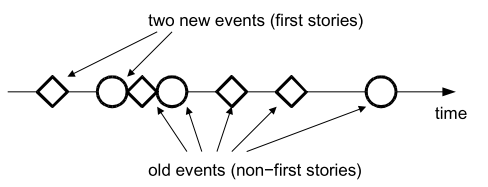 two new events (first stories)
time
old events (non−first stories)